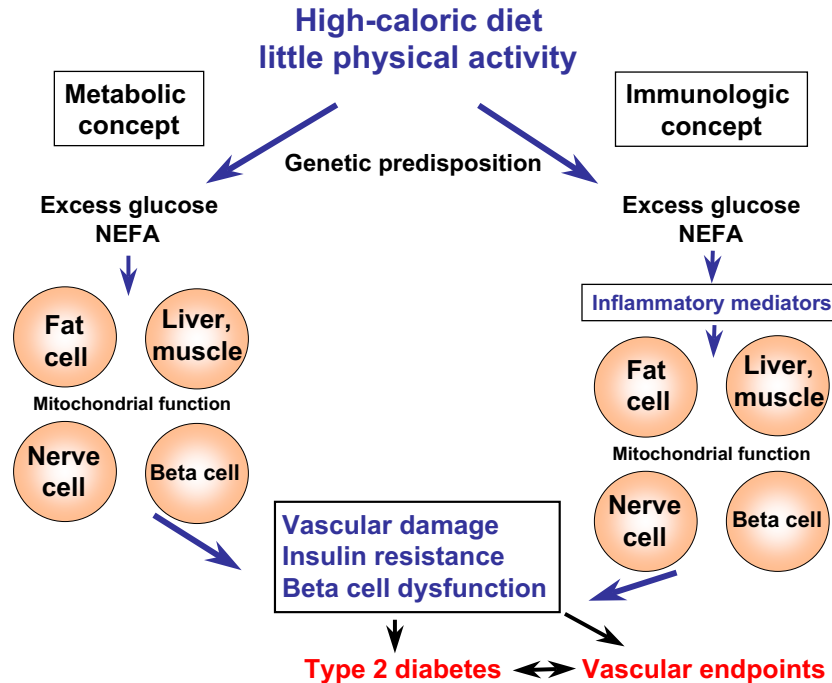 High-caloric diet
little physical activity
Metabolic
concept
Immunologic
concept
Genetic predisposition
Excess glucose
NEFA
Excess glucose
NEFA
Inflammatory mediators
Fat
cell
Liver,
muscle
Mitochondrial function
Nerve
cell
Beta cell
Fat
cell
Liver,
muscle
Mitochondrial function
Nerve
cell
Beta cell
Vascular damage
Insulin resistance
Beta cell dysfunction
Type 2 diabetes
Vascular endpoints